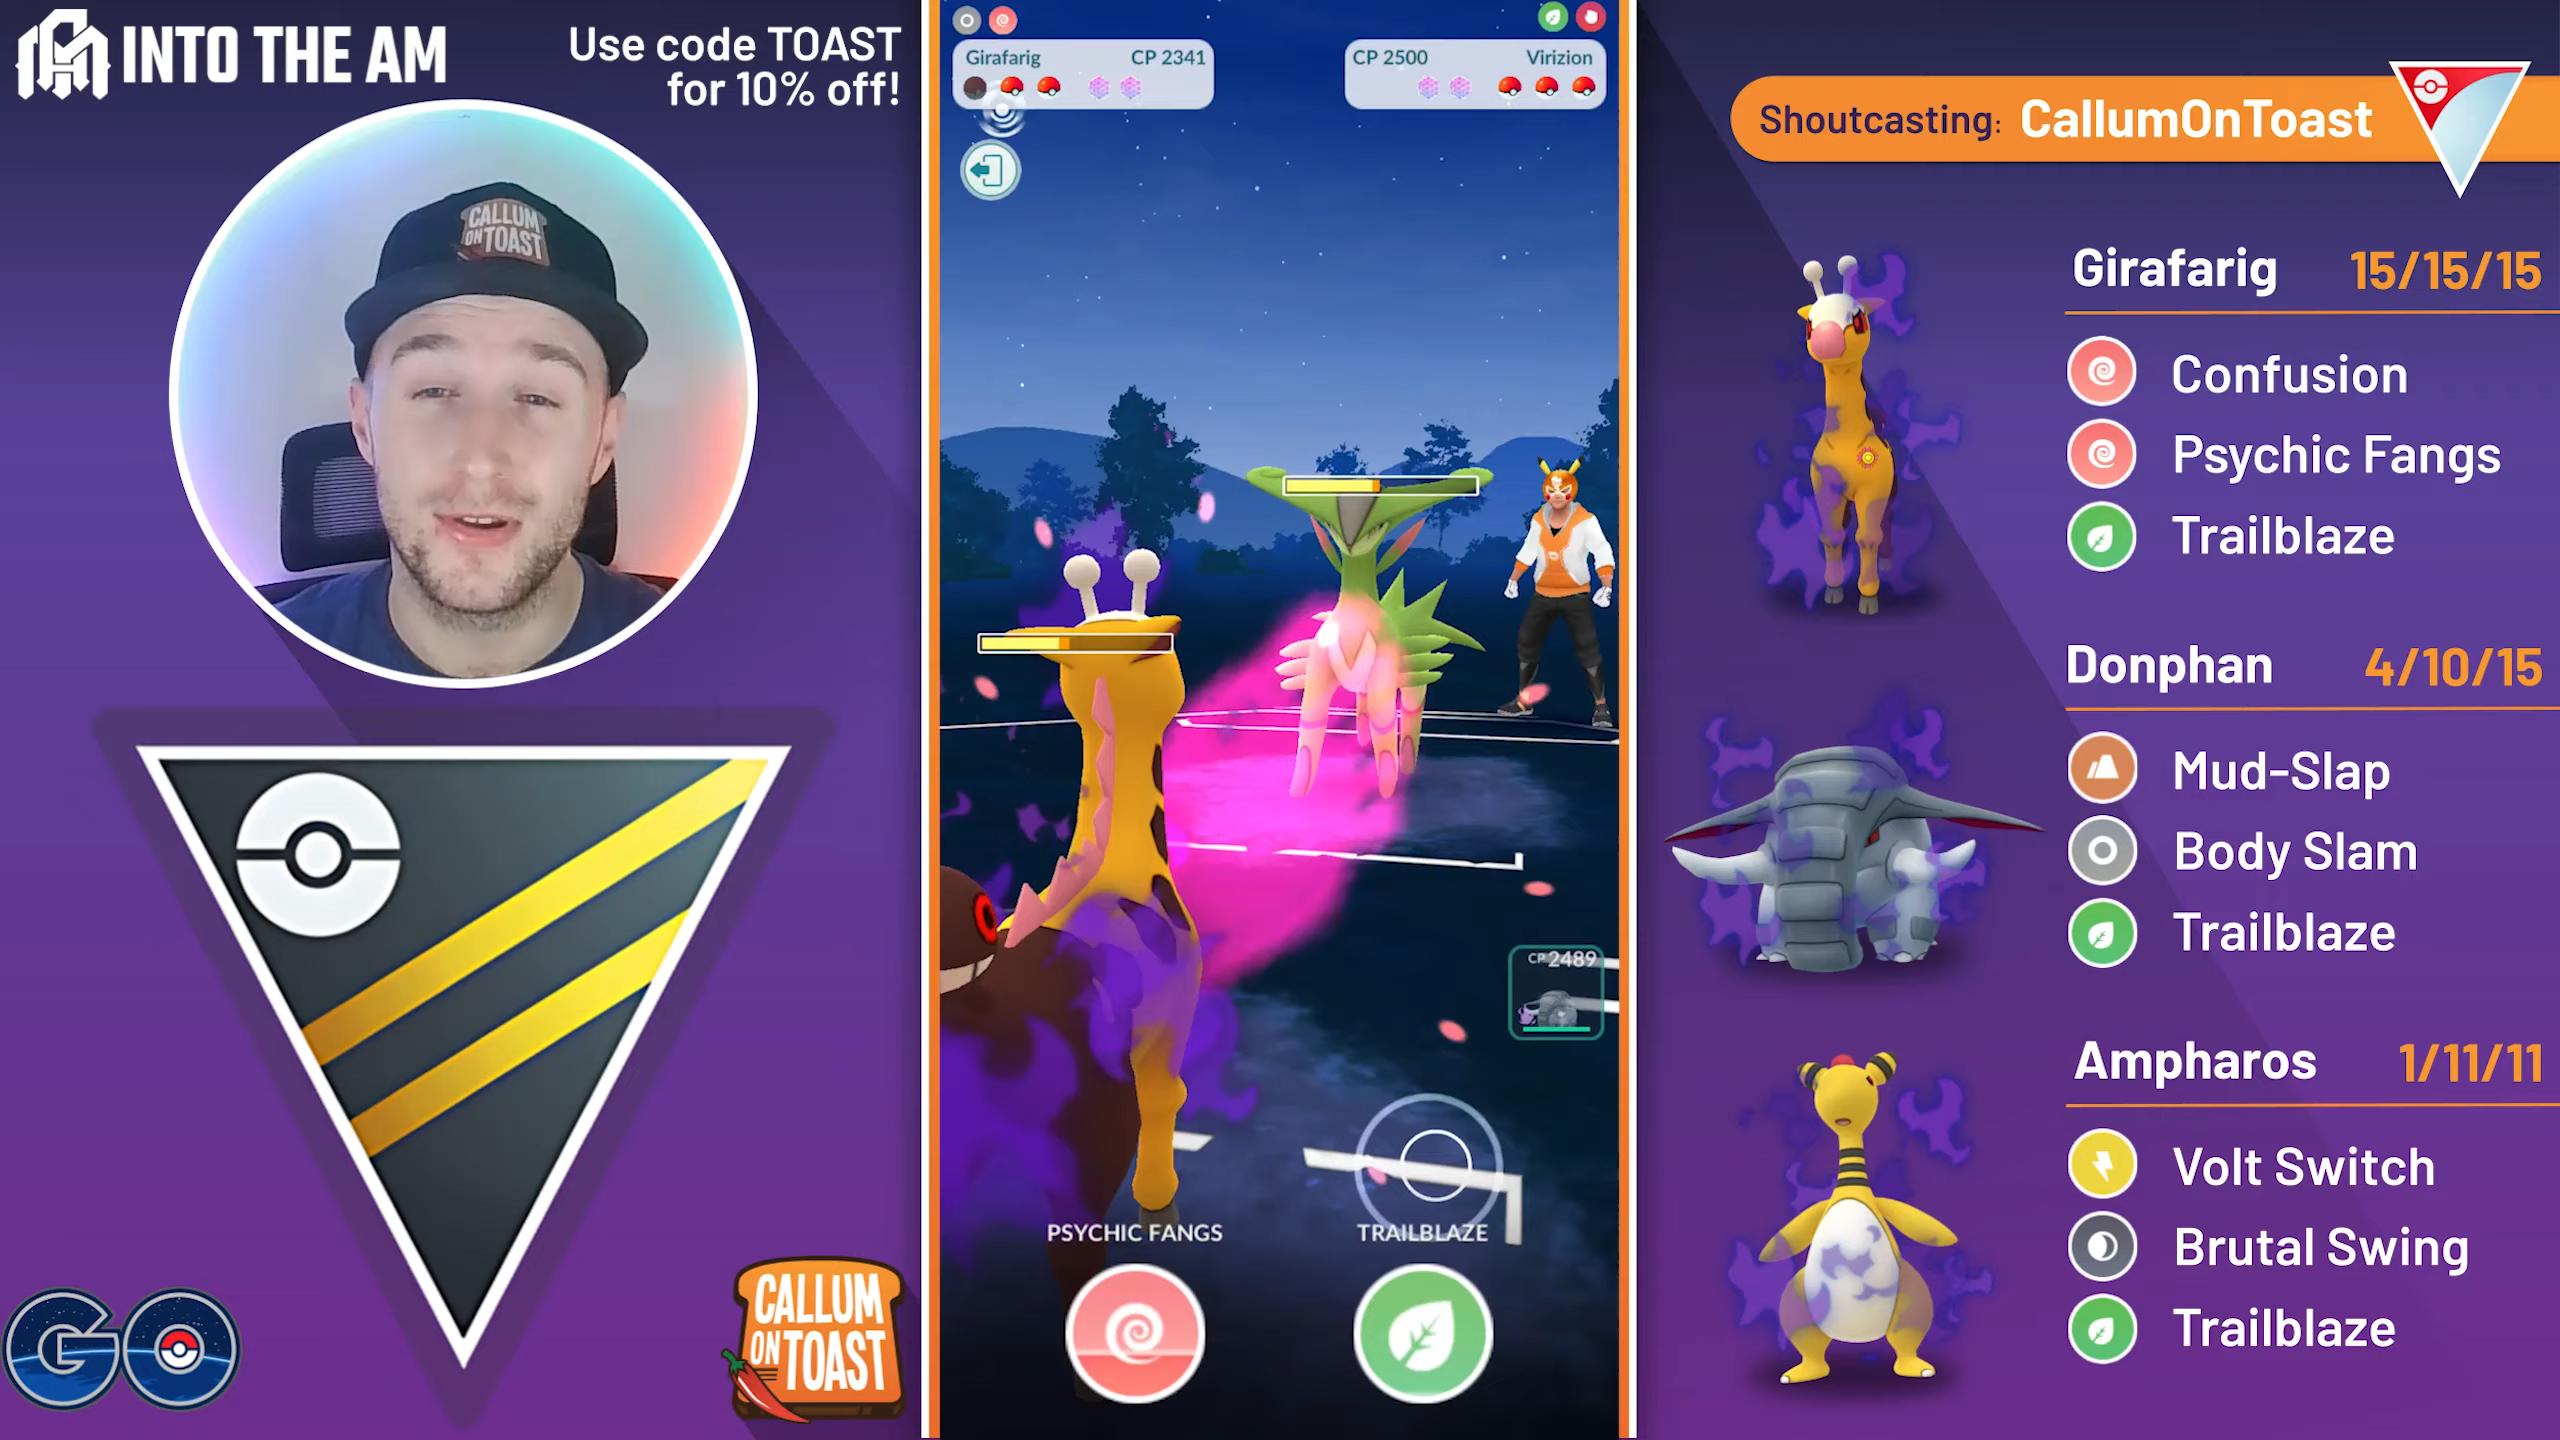 INTO THE AM
Use code TOAST
for 10% off!
CALLUM
ON TOAST
GO
CALLUM
ON TOAST
Girafarig CP 2341
CP 2500 Virizion
CP 2489
PSYCHIC FANGS
TRAILBLAZE
Shoutcasting: CallumOnToast
Girafarig 15/15/15
Confusion
Psychic Fangs
Trailblaze
Donphan 4/10/15
Mud-Slap
Body Slam
Trailblaze
Ampharos 1/11/11
Volt Switch
Brutal Swing
Trailblaze